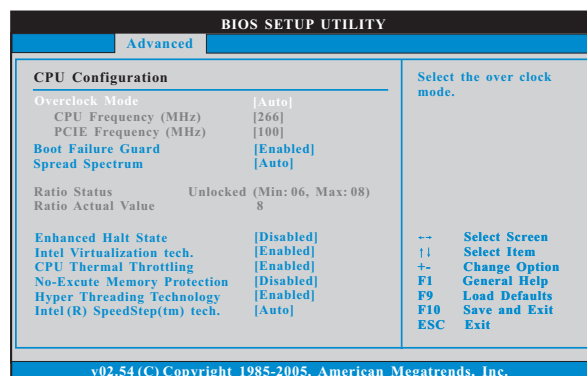 BIOS SETUP UTILITY
Advanced
CPU Configuration
Overclock Mode [Auto]
CPU Frequency (MHz) [266]
PCIE Frequency (MHz) [100]
Boot Failure Guard [Enabled]
Spread Spectrum [Auto]
Ratio Status Unlocked (Min: 06, Max: 08)
Ratio Actual Value 8
Enhanced Halt State [Disabled]
Intel Virtualization tech. [Enabled]
CPU Thermal Throttling [Enabled]
No-Excute Memory Protection [Disabled]
Hyper Threading Technology [Enabled]
Intel (R) SpeedStep(tm) tech. [Auto]
Select the over clock
mode.
←→ Select Screen
↑↓ Select Item
+- Change Option
F1 General Help
F9 Load Defaults
F10 Save and Exit
ESC Exit
v02.54 (C) Copyright 1985-2005, American Megatrends, Inc.